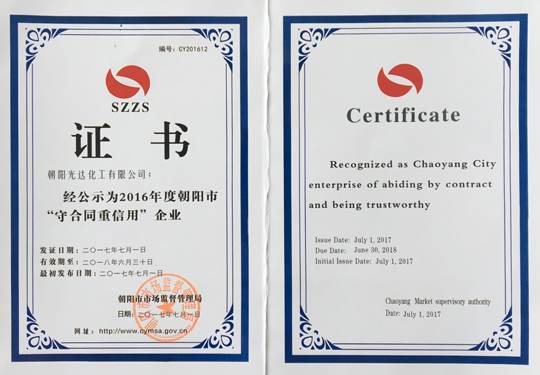 编号: CY201612
SZZS
证 书
朝阳光达化工有限公司:
经公示为2016年度朝阳市
“守合同重信用”企业
发证日期:二〇一七年七月一日
有效期至:二〇一八年六月三十日
最初发布日期:二〇一七年七月一日
朝阳市市场监督管理局
日期:二〇一七年七月一日
网址:http://www.cymsa.gov.cn
Certificate
Recognized as Chaoyang City
enterprise of abiding by contract
and being trustworthy
Issue Date: July 1, 2017
Due Date: June 30, 2018
Initial Issue Date: July 1, 2017
Chaoyang Market supervisory authority
Date: July 1, 2017